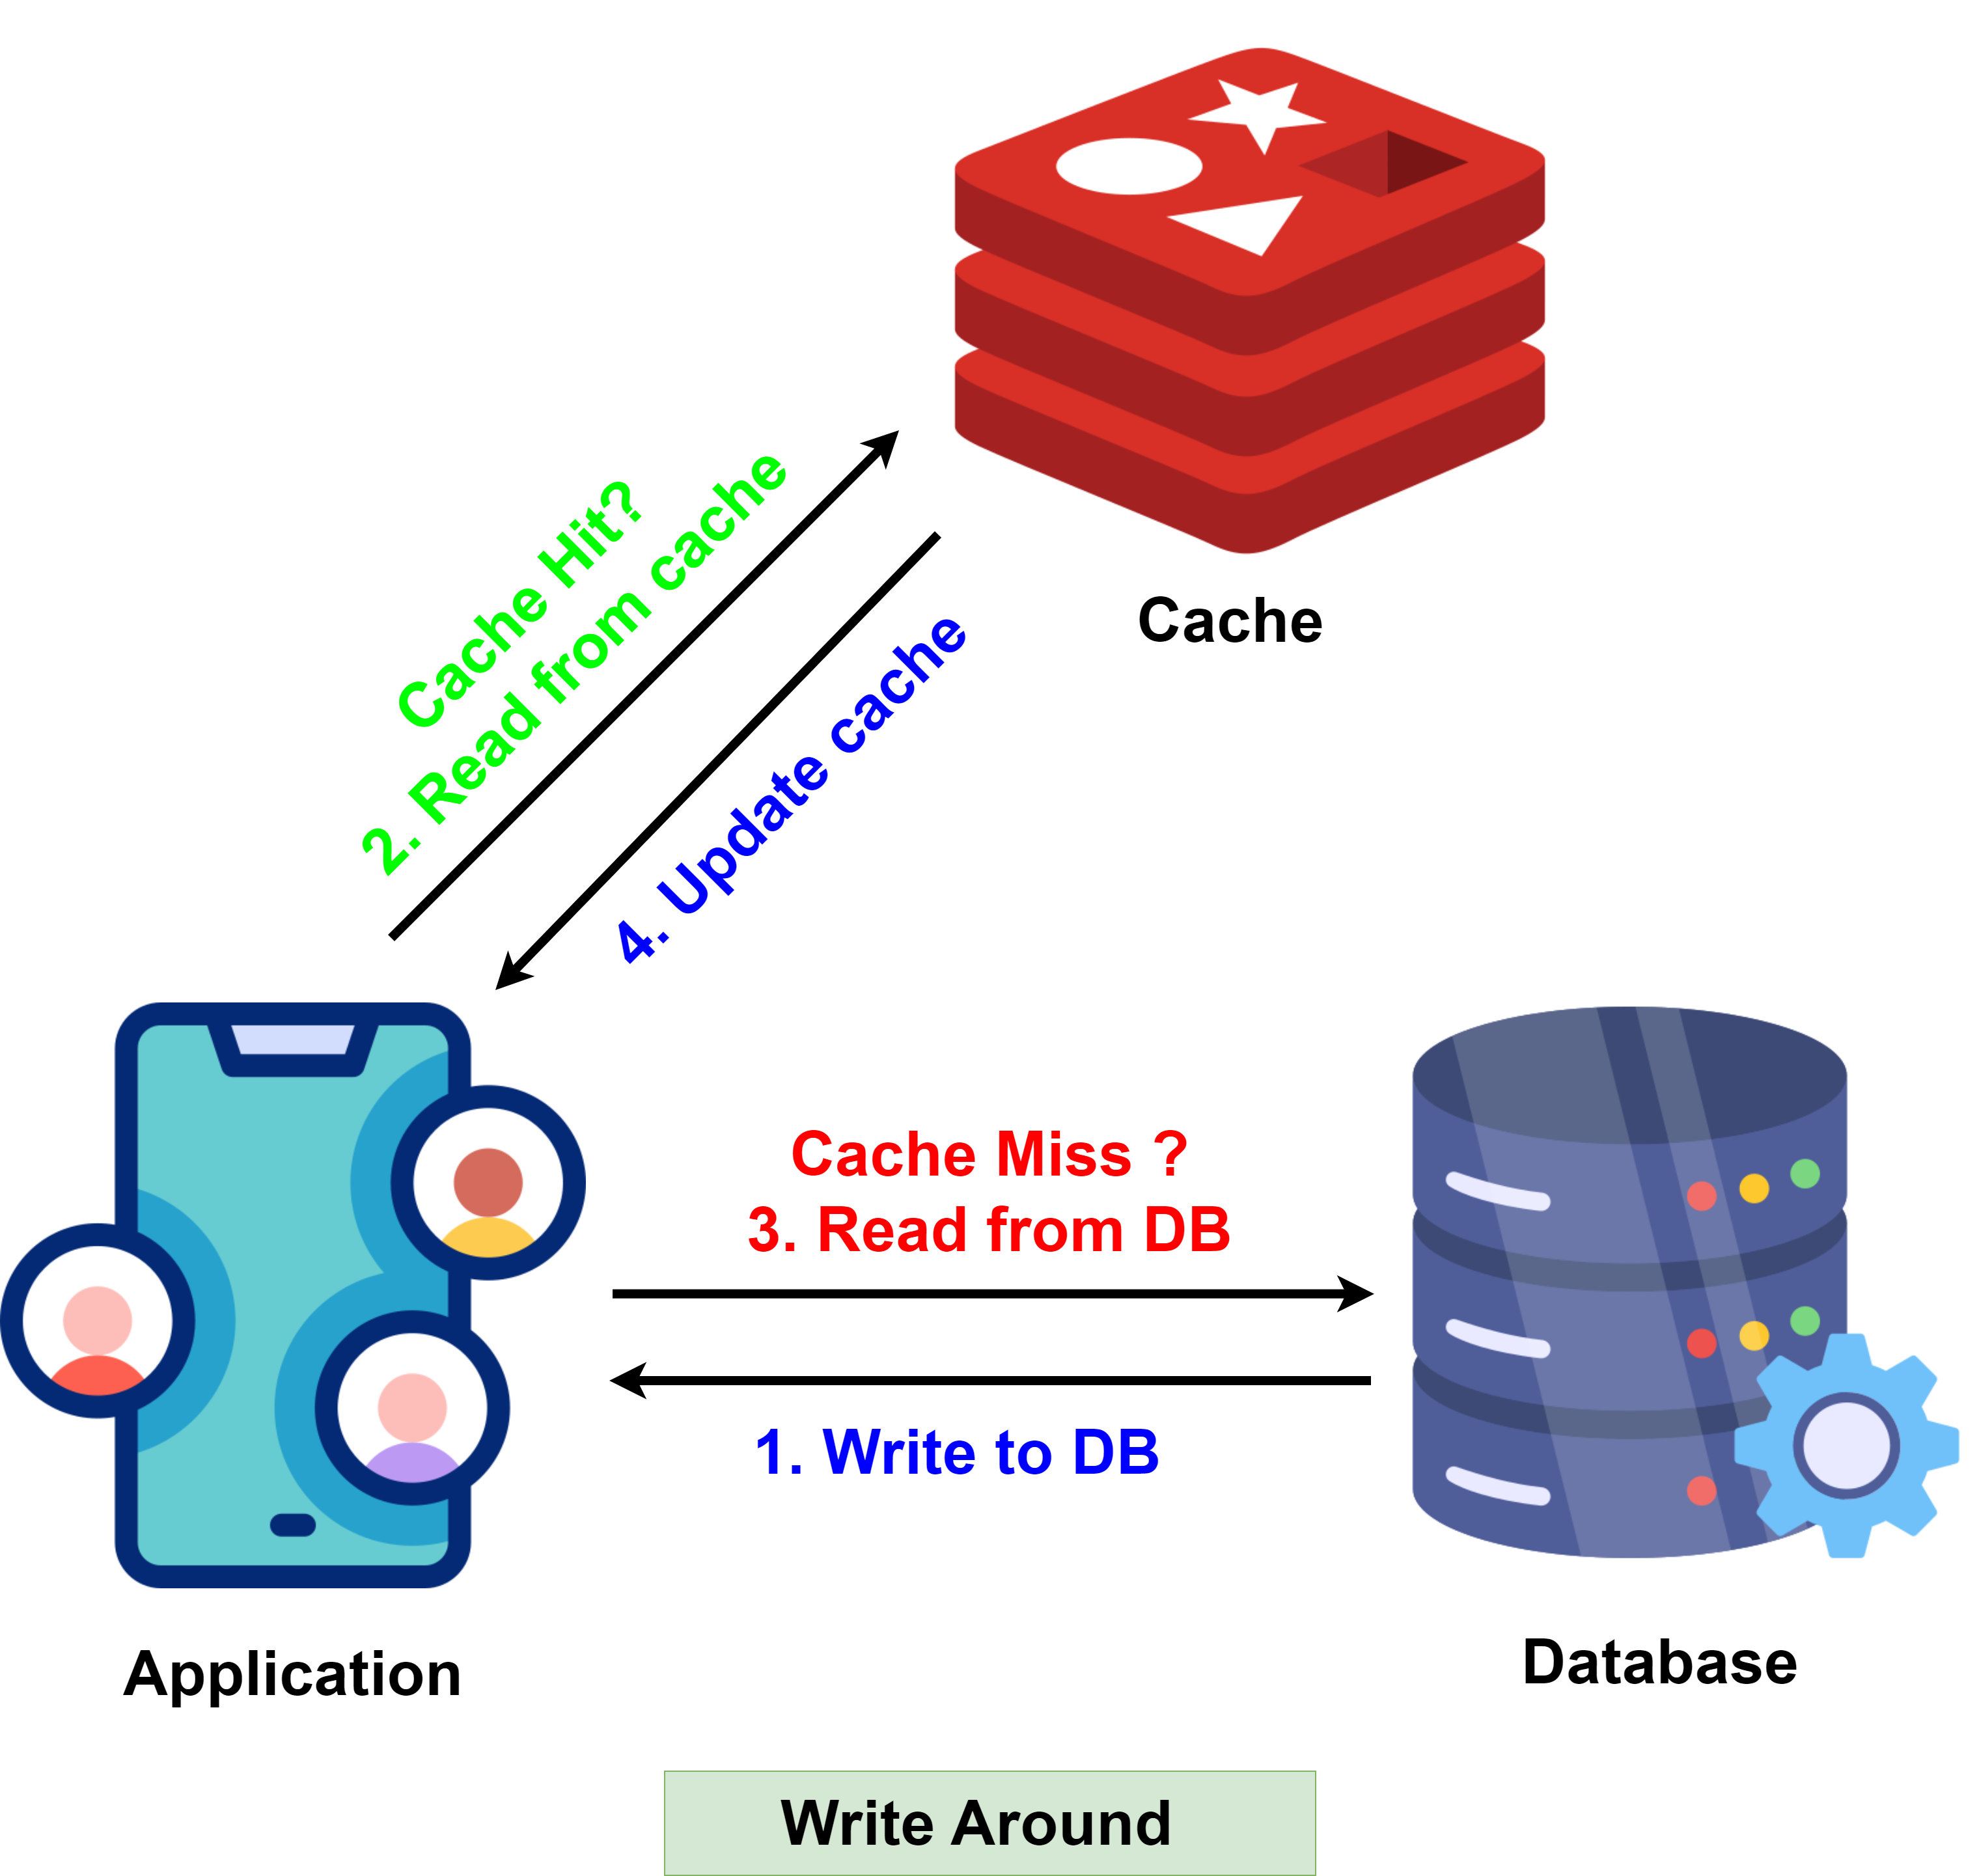 Cache Hit?
2. Read from cache
Cache
4. Update cache
Cache Miss ?
3. Read from DB
1. Write to DB
Application
Database
Write Around